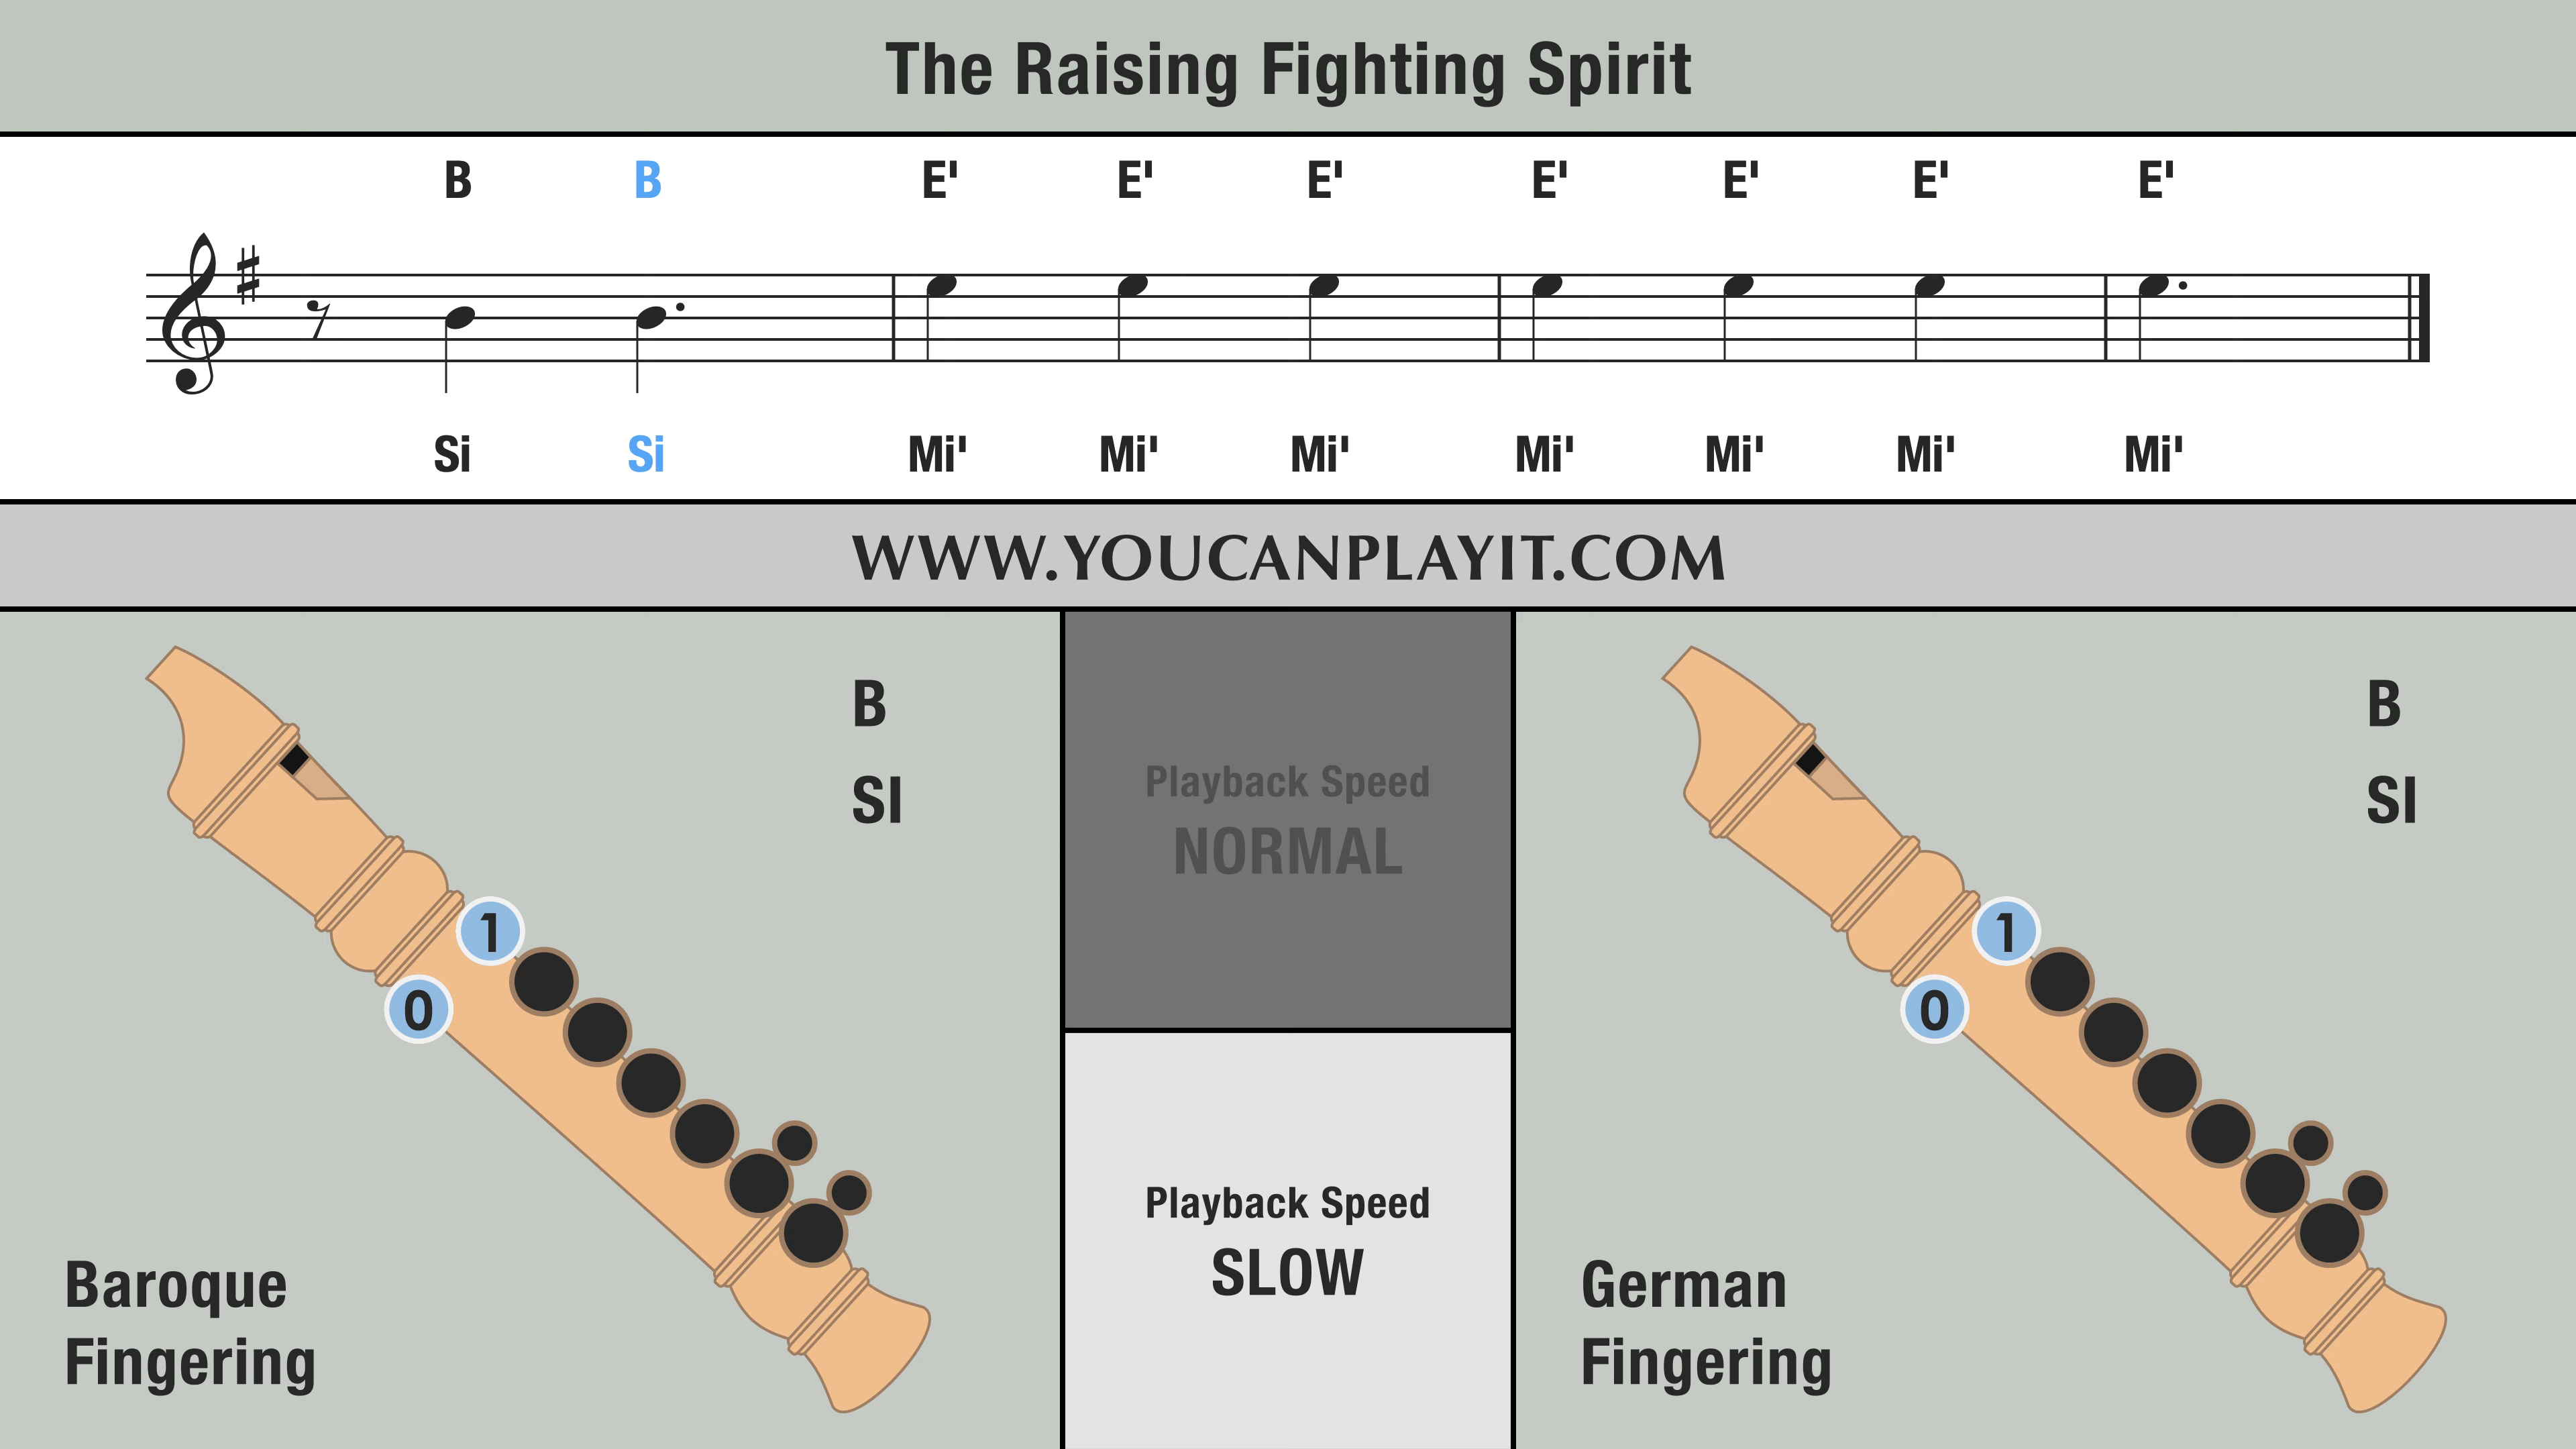 The Raising Fighting Spirit
B B E' E' E' E' E' E' E'
Si Si Mi' Mi' Mi' Mi' Mi' Mi' Mi'
WWW.YOUCANPLAYIT.COM
B
SI
1
0
Baroque
Fingering
Playback Speed
NORMAL
Playback Speed
SLOW
B
SI
1
0
German
Fingering